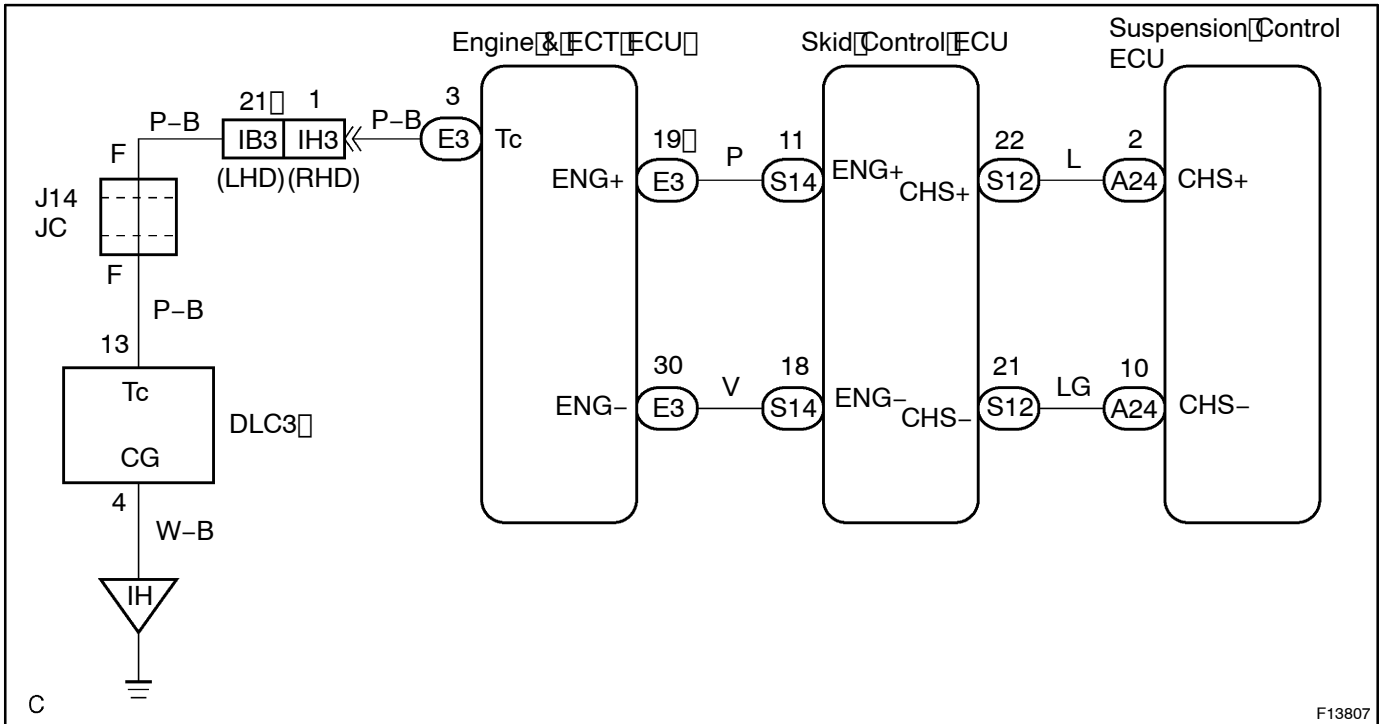 Engine & ECT ECU
Skid Control ECU
Suspension Control
ECU
P–B
21
1
IB3
IH3
(LHD)
(RHD)
P–B
3
E3
Tc
F
J14
JC
F
P–B
13
Tc
CG
DLC3
4
W–B
IH
ENG+
19
E3
P
11
S14
ENG+
CHS+
22
S12
L
2
A24
CHS+
ENG–
30
E3
V
18
S14
ENG–
CHS–
21
S12
LG
10
A24
CHS–
C
F13807